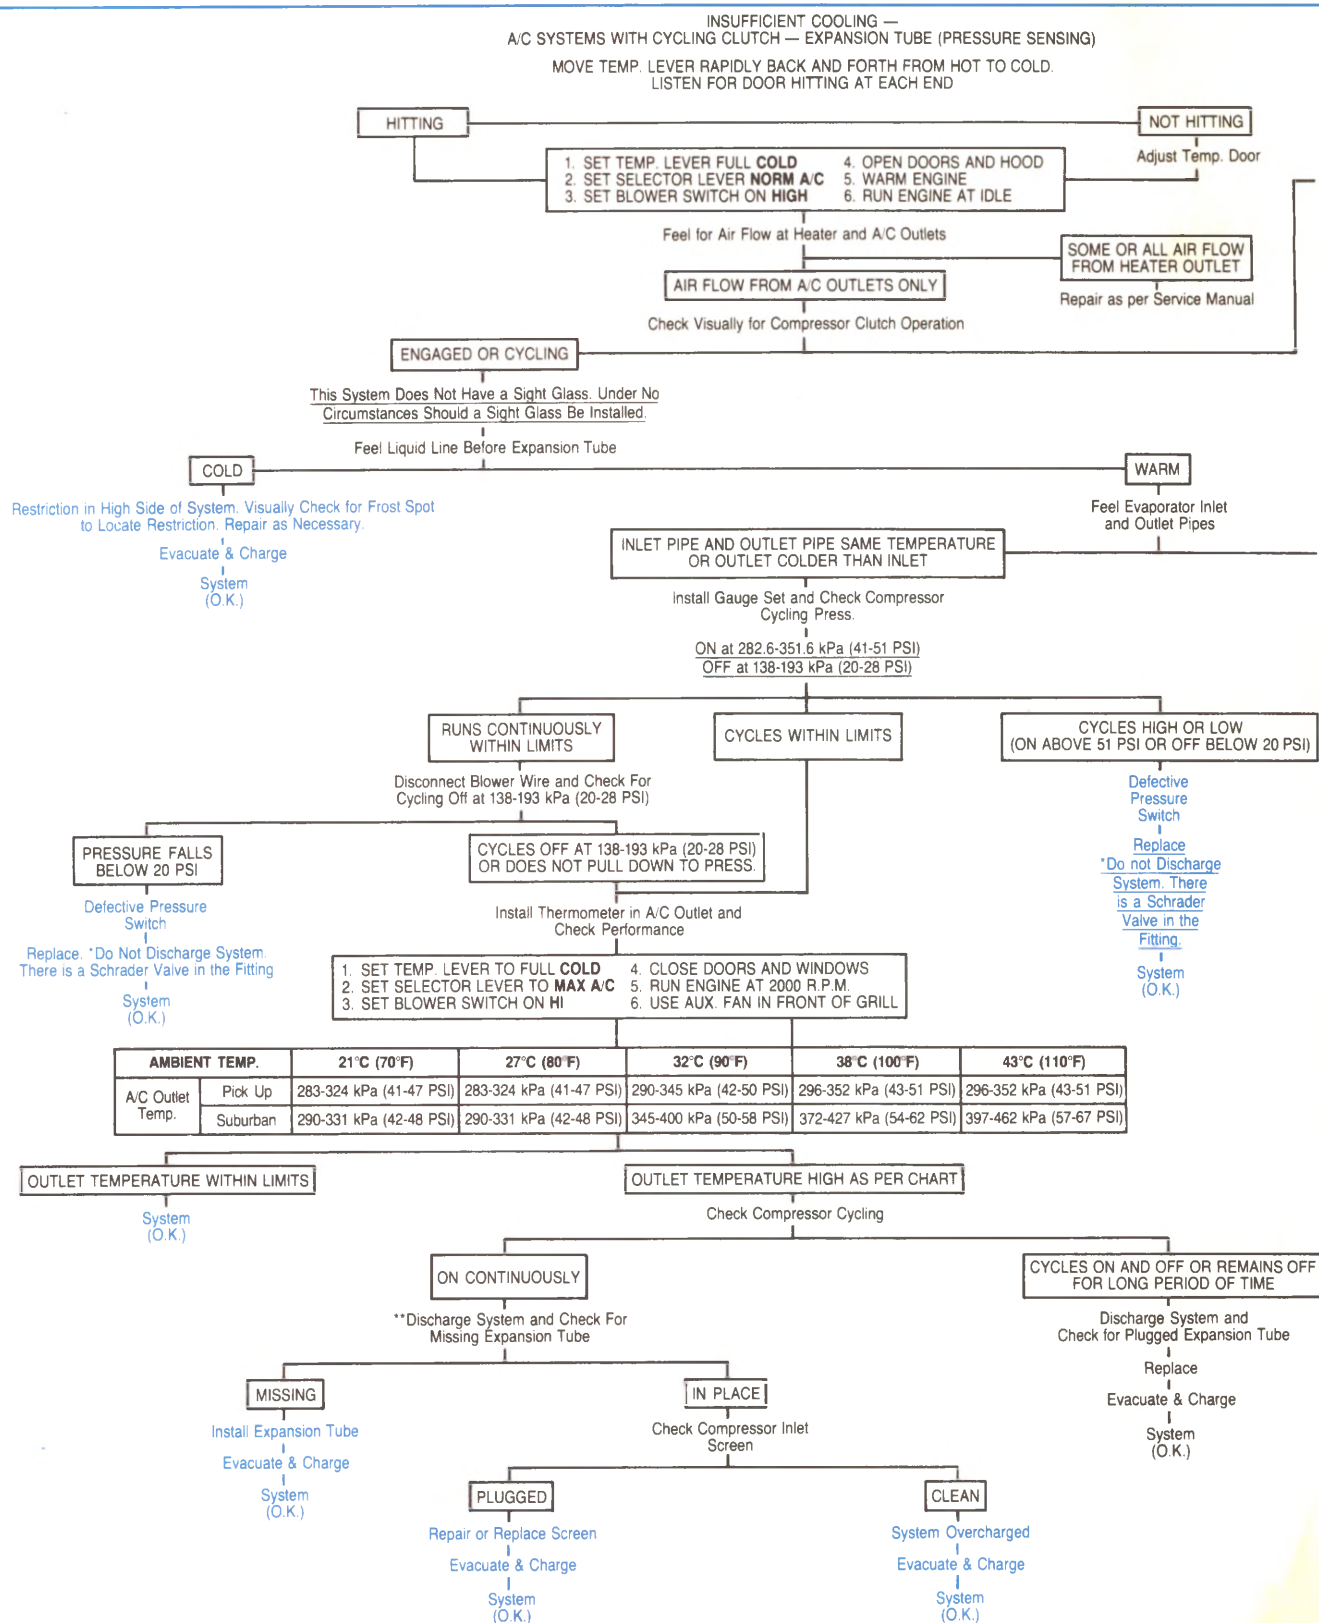 INSUFFICIENT COOLING —
A/C SYSTEMS WITH CYCLING CLUTCH — EXPANSION TUBE (PRESSURE SENSING)
MOVE TEMP. LEVER RAPIDLY BACK AND FORTH FROM HOT TO COLD.
LISTEN FOR DOOR HITTING AT EACH END
HITTING
NOT HITTING
Adjust Temp. Door
1. SET TEMP. LEVER FULL COLD
2. SET SELECTOR LEVER NORM A/C
3. SET BLOWER SWITCH ON HIGH
4. OPEN DOORS AND HOOD
5. WARM ENGINE
6. RUN ENGINE AT IDLE
Feel for Air Flow at Heater and A/C Outlets
SOME OR ALL AIR FLOW
FROM HEATER OUTLET
Repair as per Service Manual
AIR FLOW FROM A/C OUTLETS ONLY
Check Visually for Compressor Clutch Operation
ENGAGED OR CYCLING
This System Does Not Have a Sight Glass. Under No
Circumstances Should a Sight Glass Be Installed.
Feel Liquid Line Before Expansion Tube
COLD
Restriction in High Side of System. Visually Check for Frost Spot
to Locate Restriction. Repair as Necessary.
Evacuate & Charge
System
(O.K.)
WARM
Feel Evaporator Inlet
and Outlet Pipes
INLET PIPE AND OUTLET PIPE SAME TEMPERATURE
OR OUTLET COLDER THAN INLET
Install Gauge Set and Check Compressor
Cycling Press.
ON at 282.6-351.6 kPa (41-51 PSI)
OFF at 138-193 kPa (20-28 PSI)
RUNS CONTINUOUSLY
WITHIN LIMITS
CYCLES WITHIN LIMITS
CYCLES HIGH OR LOW
(ON ABOVE 51 PSI OR OFF BELOW 20 PSI)
Disconnect Blower Wire and Check For
Cycling Off at 138-193 kPa (20-28 PSI)
Defective
Pressure
Switch
Replace
*Do not Discharge
System. There
is a Schrader
Valve in the
Fitting.
System
(O.K.)
PRESSURE FALLS
BELOW 20 PSI
Defective Pressure
Switch
Replace. *Do Not Discharge System.
There is a Schrader Valve in the Fitting
System
(O.K.)
CYCLES OFF AT 138-193 kPa (20-28 PSI)
OR DOES NOT PULL DOWN TO PRESS.
Install Thermometer in A/C Outlet and
Check Performance
1. SET TEMP. LEVER TO FULL COLD
2. SET SELECTOR LEVER TO MAX A/C
3. SET BLOWER SWITCH ON HI
4. CLOSE DOORS AND WINDOWS
5. RUN ENGINE AT 2000 R.P.M.
6. USE AUX. FAN IN FRONT OF GRILL
AMBIENT TEMP. 21°C (70°F) 27°C (80°F) 32°C (90°F) 38°C (100°F) 43°C (110°F)
A/C Outlet
Temp.
Pick Up 283-324 kPa (41-47 PSI) 283-324 kPa (41-47 PSI) 290-345 kPa (42-50 PSI) 296-352 kPa (43-51 PSI) 296-352 kPa (43-51 PSI)
Suburban 290-331 kPa (42-48 PSI) 290-331 kPa (42-48 PSI) 345-400 kPa (50-58 PSI) 372-427 kPa (54-62 PSI) 397-462 kPa (57-67 PSI)
OUTLET TEMPERATURE WITHIN LIMITS
System
(O.K.)
OUTLET TEMPERATURE HIGH AS PER CHART
Check Compressor Cycling
ON CONTINUOUSLY
**Discharge System and Check For
Missing Expansion Tube
CYCLES ON AND OFF OR REMAINS OFF
FOR LONG PERIOD OF TIME
Discharge System and
Check for Plugged Expansion Tube
Replace
Evacuate & Charge
System
(O.K.)
MISSING
Install Expansion Tube
Evacuate & Charge
System
(O.K.)
IN PLACE
Check Compressor Inlet
Screen
PLUGGED
Repair or Replace Screen
Evacuate & Charge
System
(O.K.)
CLEAN
System Overcharged
Evacuate & Charge
System
(O.K.)